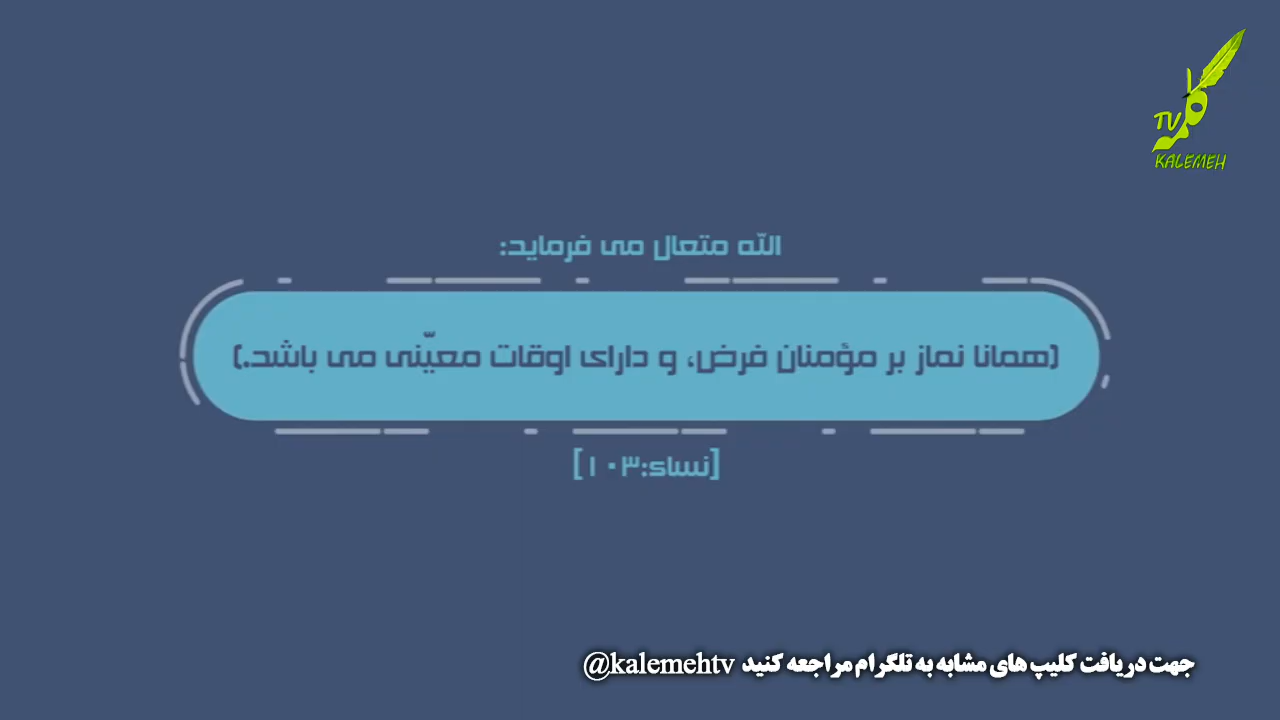 کلمه
TV
KALEMEH
الله متعال می فرماید:
(همانا نماز بر مؤمنان فرض، و دارای اوقات معیّنی می باشد.)
[نساء:۱۰۳]
جهت دریافت کلیپ های مشابه به تلگرام مراجعه کنید @kalemehtv